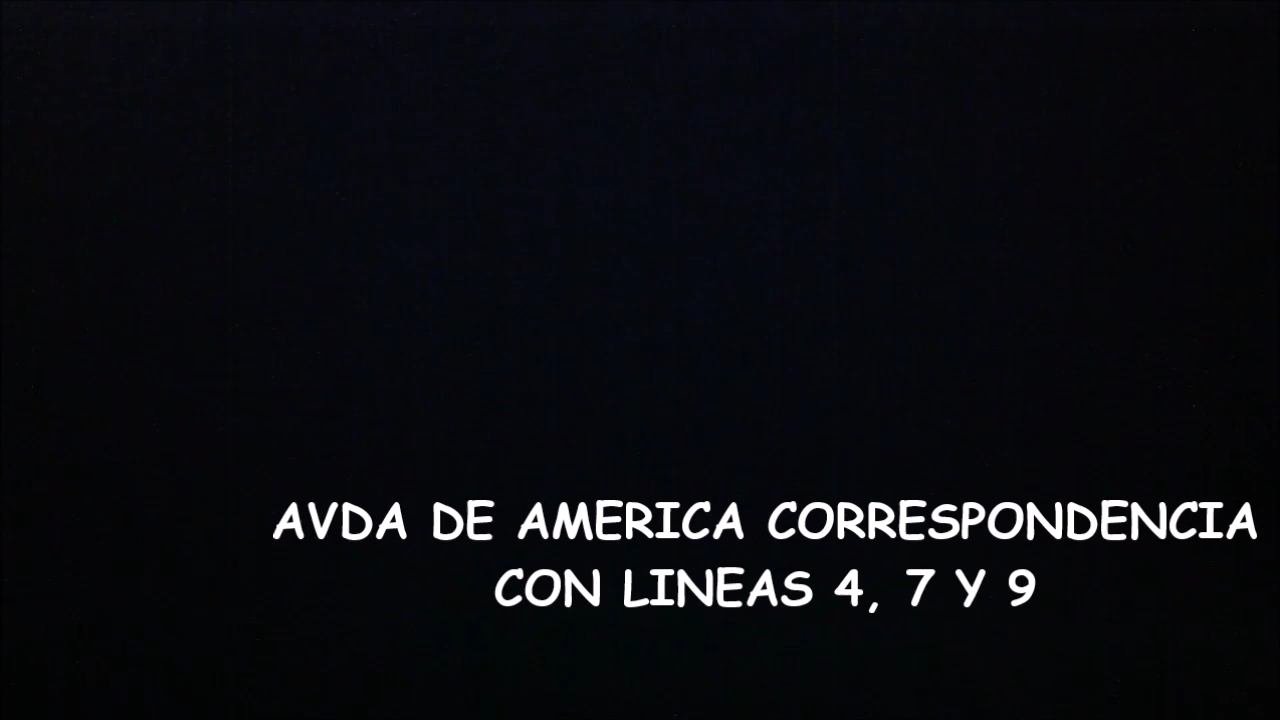 AVDA DE AMERICA CORRESPONDENCIA
CON LINEAS 4, 7 Y 9